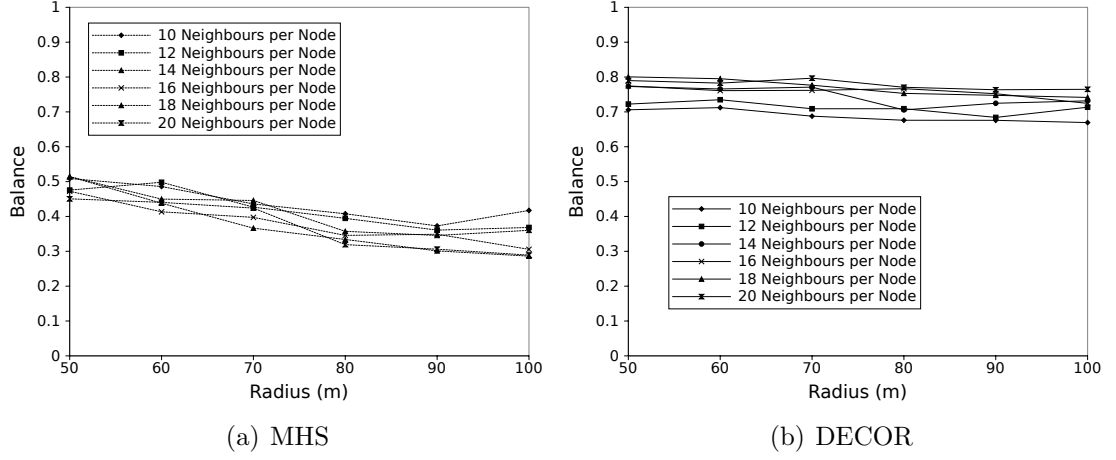 1
0.9
0.8
0.7
0.6
0.5
0.4
0.3
0.2
0.1
0
Balance
10 Neighbours per Node
12 Neighbours per Node
14 Neighbours per Node
16 Neighbours per Node
18 Neighbours per Node
20 Neighbours per Node
50 60 70 80 90 100
Radius (m)
(a) MHS
1
0.9
0.8
0.7
0.6
0.5
0.4
0.3
0.2
0.1
0
Balance
10 Neighbours per Node
12 Neighbours per Node
14 Neighbours per Node
16 Neighbours per Node
18 Neighbours per Node
20 Neighbours per Node
50 60 70 80 90 100
Radius (m)
(b) DECOR